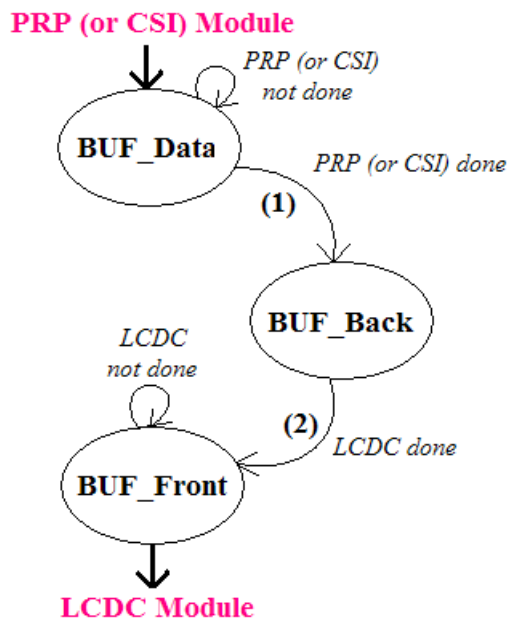 PRP (or CSI) Module
PRP (or CSI)
not done
BUF_Data
PRP (or CSI) done
(1)
BUF_Back
LCDC
not done
(2)
LCDC done
BUF_Front
LCDC Module